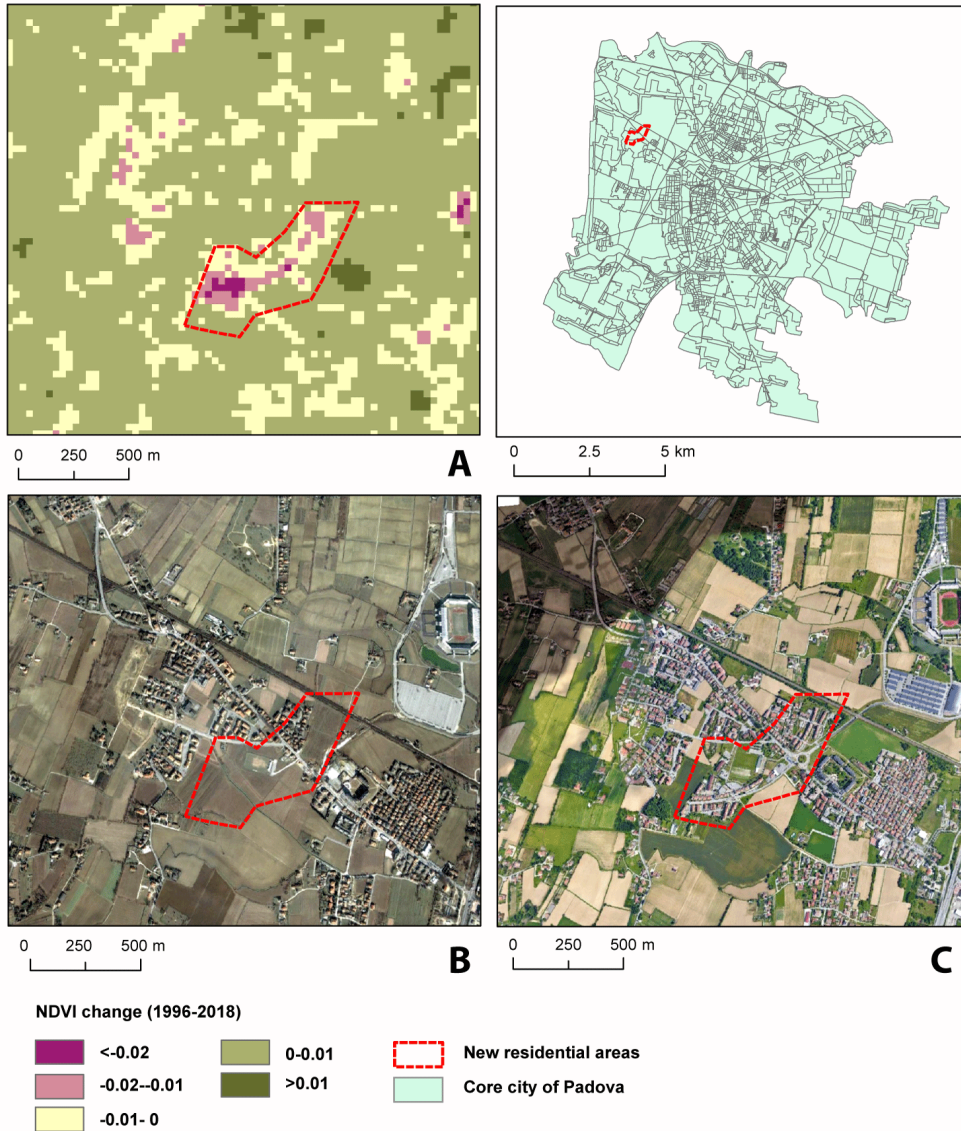 0 250 500 m
A
0 2.5 5 km
0 250 500 m
B
0 250 500 m
C
NDVI change (1996-2018)
<-0.02
0-0.01
New residential areas
-0.02--0.01
>0.01
Core city of Padova
-0.01- 0